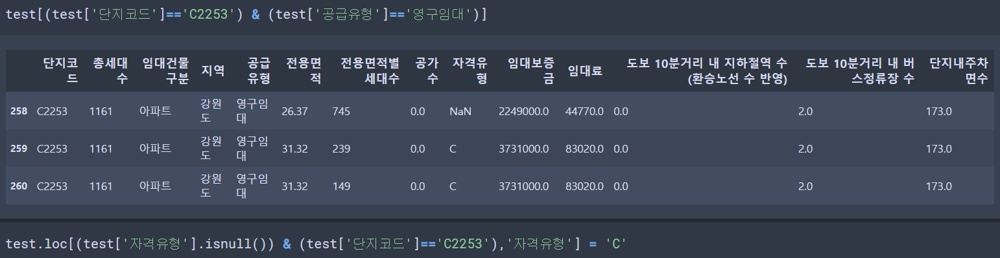 test[(test['단지코드']=='C2253') & (test['공급유형']=='영구임대')]
단지코드 총세대수 임대건물구분 지역 공급유형 전용면적 전용면적별세대수 공가수 자격유형 임대보증금 임대료 도보 10분거리 내 지하철역 수(환승노선 수 반영) 도보 10분거리 내 버스정류장 수 단지내주차면수
258 C2253 1161 아파트 강원도 영구임대 26.37 745 0.0 NaN 2249000.0 44770.0 0.0 2.0 173.0
259 C2253 1161 아파트 강원도 영구임대 31.32 239 0.0 C 3731000.0 83020.0 0.0 2.0 173.0
260 C2253 1161 아파트 강원도 영구임대 31.32 149 0.0 C 3731000.0 83020.0 0.0 2.0 173.0
test.loc[(test['자격유형'].isnull()) & (test['단지코드']=='C2253'),'자격유형'] = 'C'